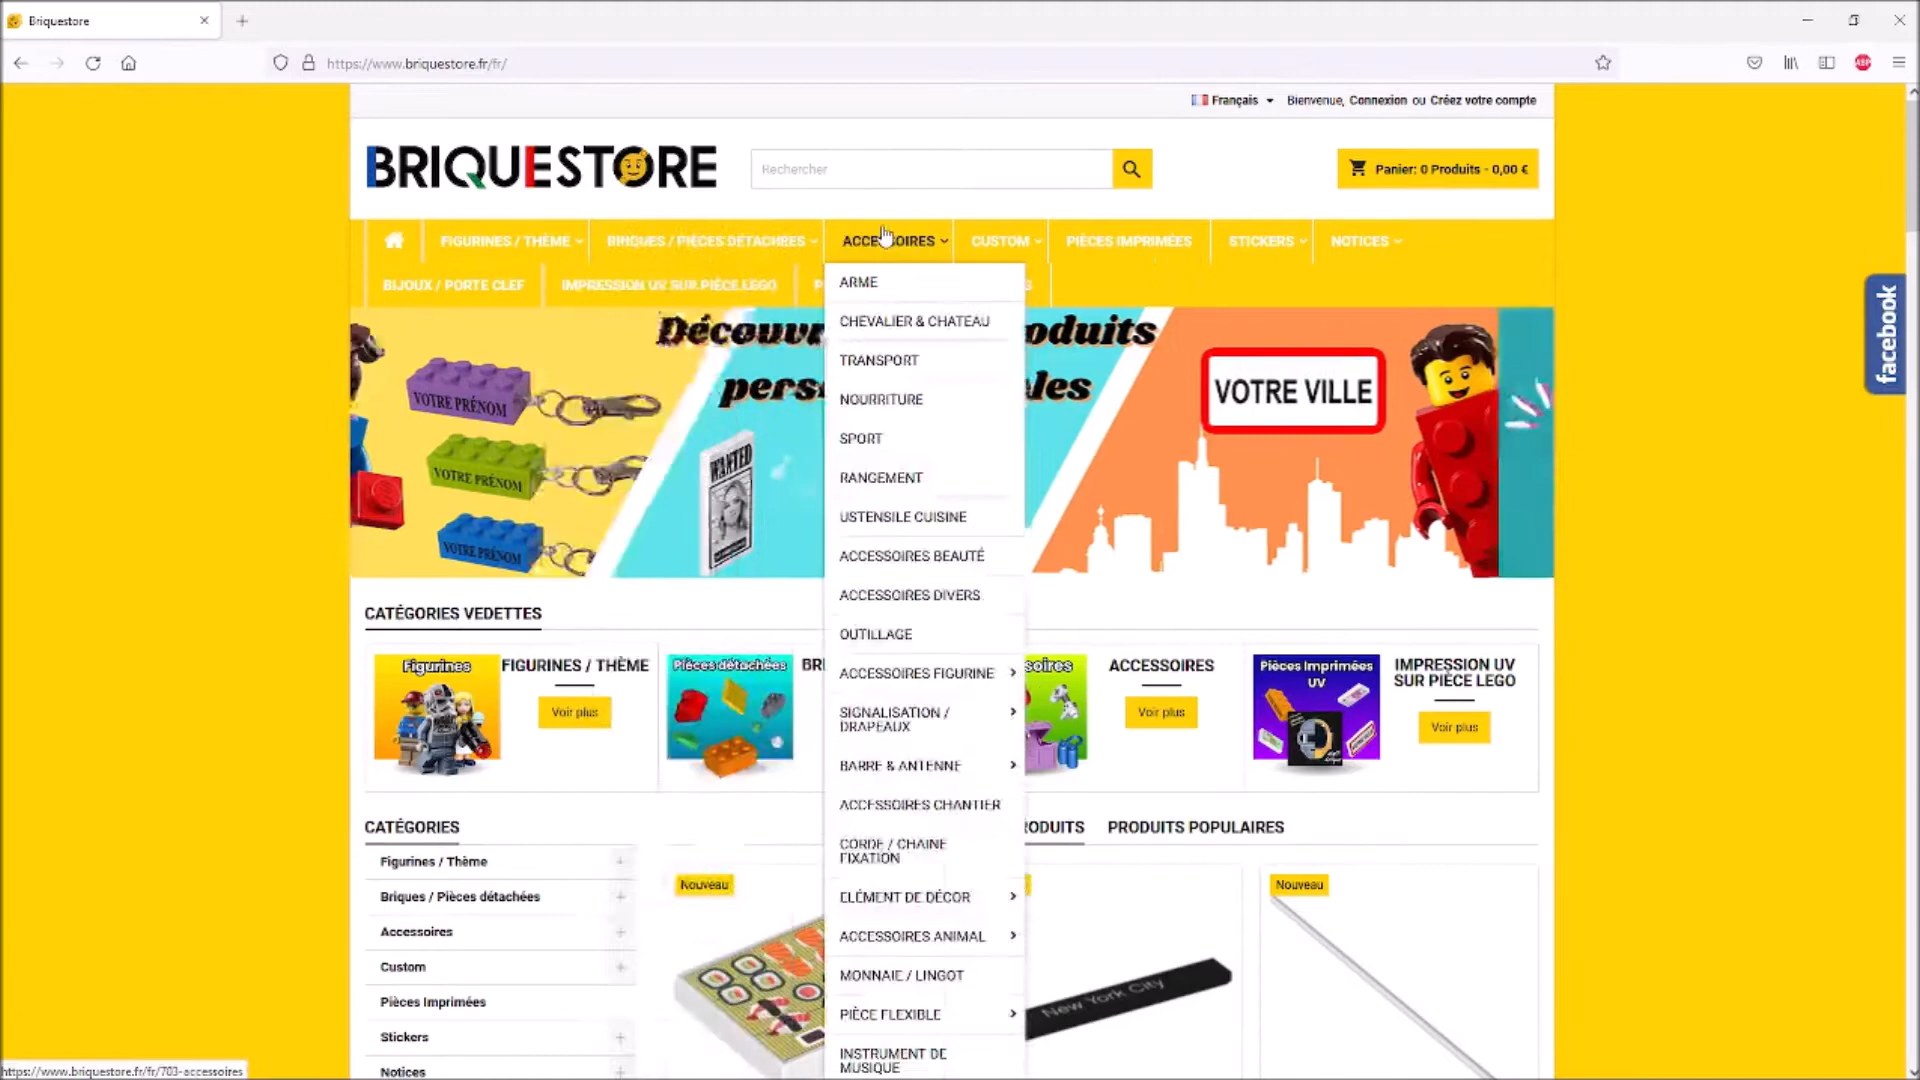 Briquestore
https://www.briquestore.fr/fr/
ABP
Français
Bienvenue, Connexion ou Créez votre compte
BRIQUESTORE
Rechercher
Panier: 0 Produits - 0,00 €
FIGURINES / THÈME
BRIQUES / PIÈCES DÉTACHÉES
ACCESSOIRES
CUSTOM
PIÈCES IMPRIMÉES
STICKERS
NOTICES
BIJOUX / PORTE CLEF
IMPRESSION UV SUR PIÈCE LEGO
P
S
ARME
CHEVALIER & CHATEAU
TRANSPORT
NOURRITURE
SPORT
RANGEMENT
USTENSILE CUISINE
ACCESSOIRES BEAUTÉ
ACCESSOIRES DIVERS
OUTILLAGE
ACCESSOIRES FIGURINE
SIGNALISATION /
DRAPEAUX
BARRE & ANTENNE
ACCESSOIRES CHANTIER
CORDE / CHAINE
FIXATION
ELÉMENT DE DÉCOR
ACCESSOIRES ANIMAL
MONNAIE / LINGOT
PIÈCE FLEXIBLE
INSTRUMENT DE
MUSIQUE
Découvr
oduits
pers
les
VOTRE PRÉNOM
VOTRE PRÉNOM
VOTRE PRÉNOM
WANTED
VOTRE VILLE
facebook
CATÉGORIES VEDETTES
Figurines
FIGURINES / THÈME
Voir plus
Pièces détachées
BRI
soires
ACCESSOIRES
Voir plus
Pièces Imprimées
UV
IMPRESSION UV
SUR PIÈCE LEGO
Voir plus
CATÉGORIES
Figurines / Thème
Briques / Pièces détachées
Accessoires
Custom
Pièces Imprimées
Stickers
Notices
RODUITS
PRODUITS POPULAIRES
Nouveau
Nouveau
New York City
https://www.briquestore.fr/fr/703-accessoires